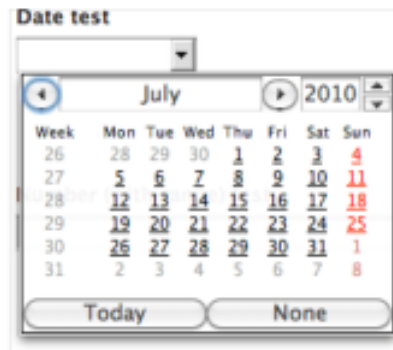 Date test
July 2010
Week Mon Tue Wed Thu Fri Sat Sun
26 28 29 30 1 2 3 4
27 5 6 7 8 9 10 11
28 12 13 14 15 16 17 18
29 19 20 21 22 23 24 25
30 26 27 28 29 30 31 1
31 2 3 4 5 6 7 8
Today None